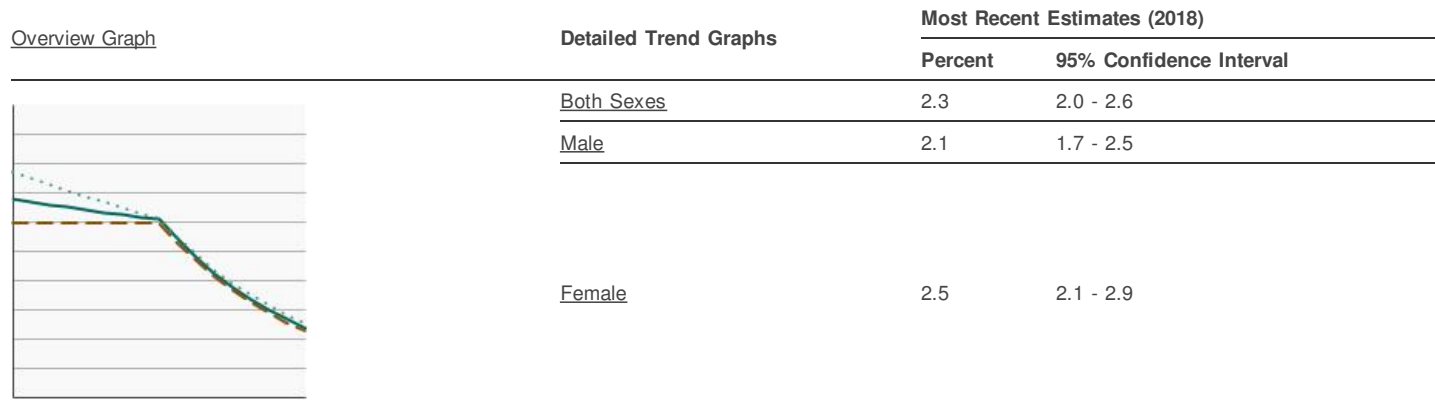 Overview Graph
Detailed Trend Graphs
Most Recent Estimates (2018)
Percent 95% Confidence Interval
Both Sexes 2.3 2.0 - 2.6
Male 2.1 1.7 - 2.5
Female 2.5 2.1 - 2.9